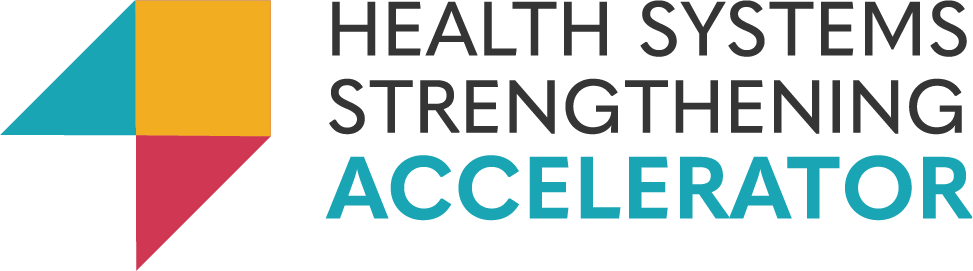 HEALTH SYSTEMS
STRENGTHENING
ACCELERATOR